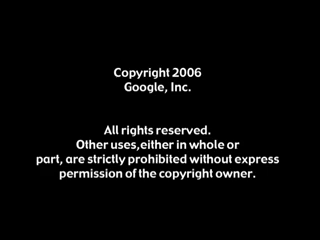 Copyright 2006
Google, Inc.
All rights reserved.
Other uses,either in whole or
part, are strictly prohibited without express
permission of the copyright owner.